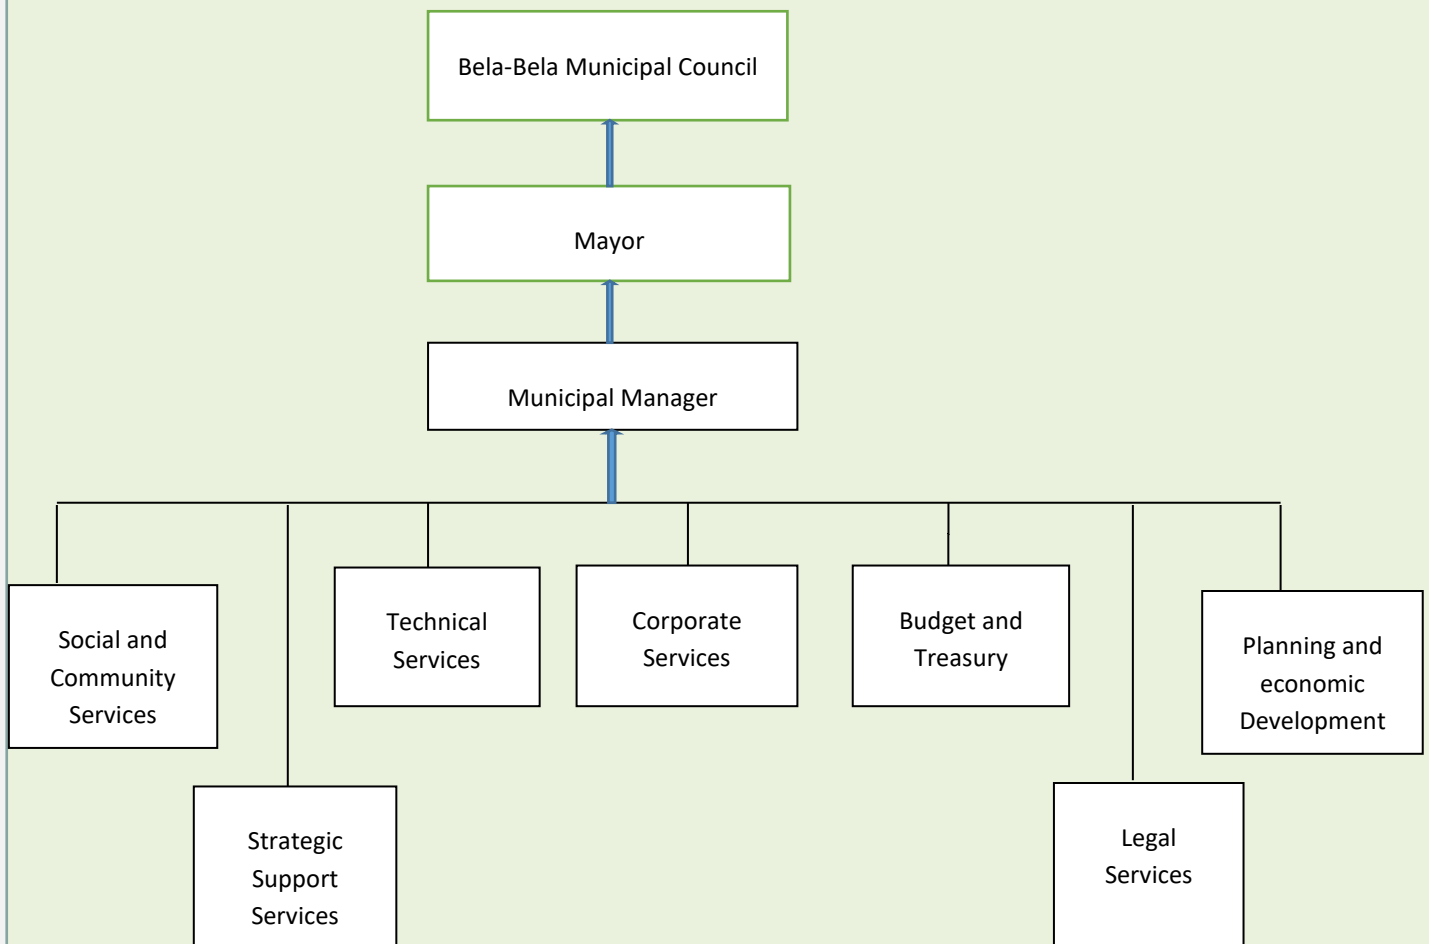 Bela-Bela Municipal Council
Mayor
Municipal Manager
Social and
Community
Services
Technical
Services
Corporate
Services
Budget and
Treasury
Planning and
economic
Development
Strategic
Support
Services
Legal
Services